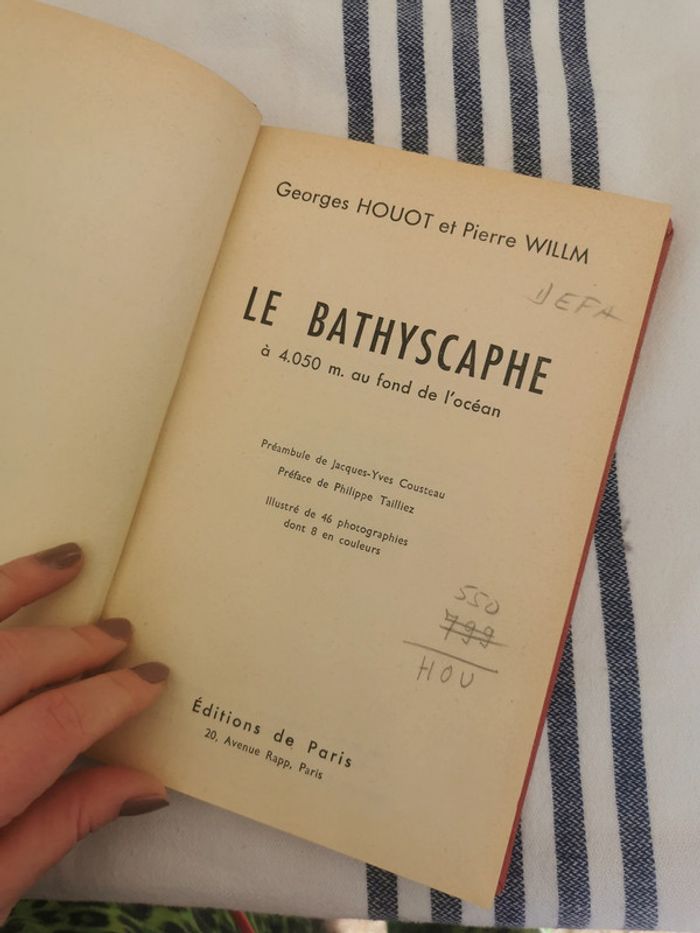 Georges HOUOT et Pierre WILLM
DEFA
LE BATHYSCAPHE
à 4.050 m. au fond de l'océan
Préambule de Jacques-Yves Cousteau
Préface de Philippe Tailliez
Illustré de 46 photographies
dont 8 en couleurs
550
799
HOU
Éditions de Paris
20, Avenue Rapp, Paris